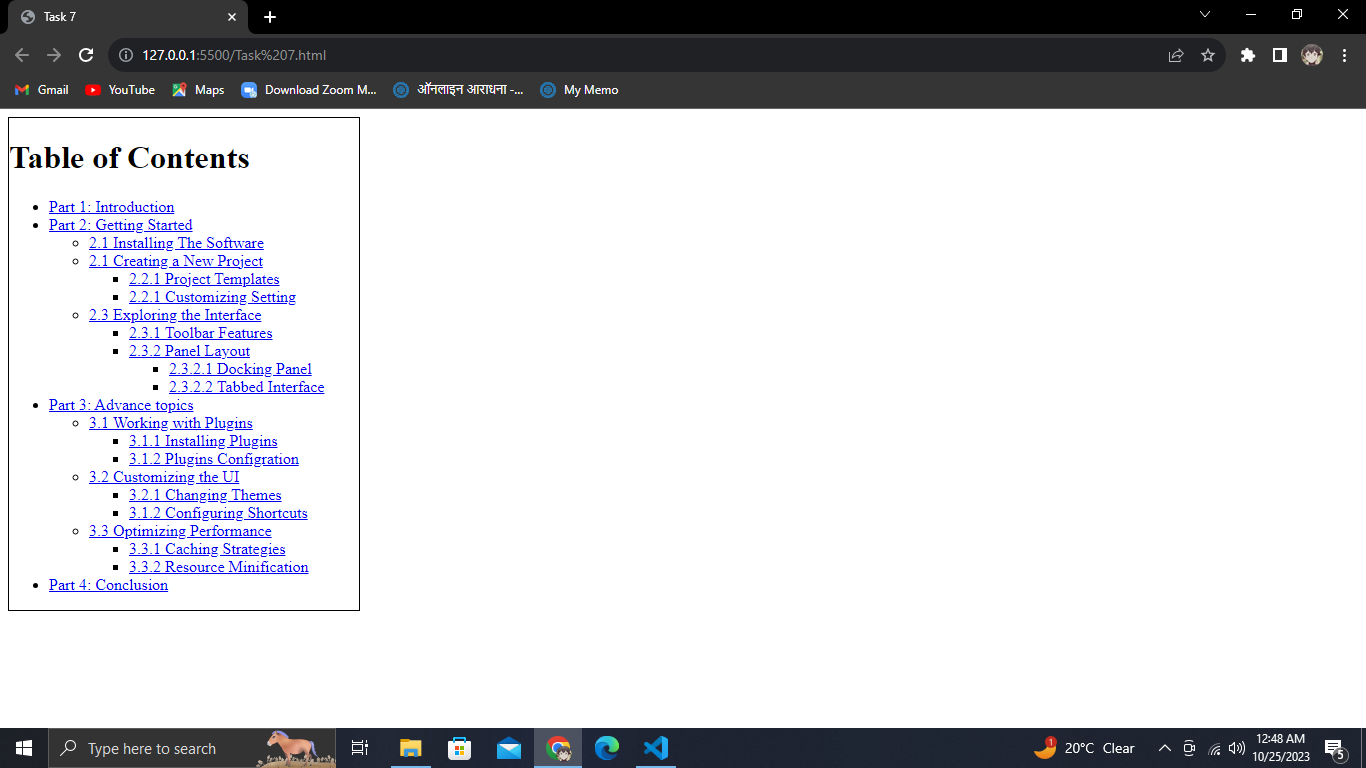 Task 7
127.0.0.1:5500/Task%207.html
Gmail YouTube Maps Download Zoom M... ऑनलाइन आराधना -... My Memo
Table of Contents
Part 1: Introduction
Part 2: Getting Started
2.1 Installing The Software
2.1 Creating a New Project
2.2.1 Project Templates
2.2.1 Customizing Setting
2.3 Exploring the Interface
2.3.1 Toolbar Features
2.3.2 Panel Layout
2.3.2.1 Docking Panel
2.3.2.2 Tabbed Interface
Part 3: Advance topics
3.1 Working with Plugins
3.1.1 Installing Plugins
3.1.2 Plugins Configration
3.2 Customizing the UI
3.2.1 Changing Themes
3.1.2 Configuring Shortcuts
3.3 Optimizing Performance
3.3.1 Caching Strategies
3.3.2 Resource Minification
Part 4: Conclusion
Type here to search
1
20°C Clear
12:48 AM
10/25/2023
5